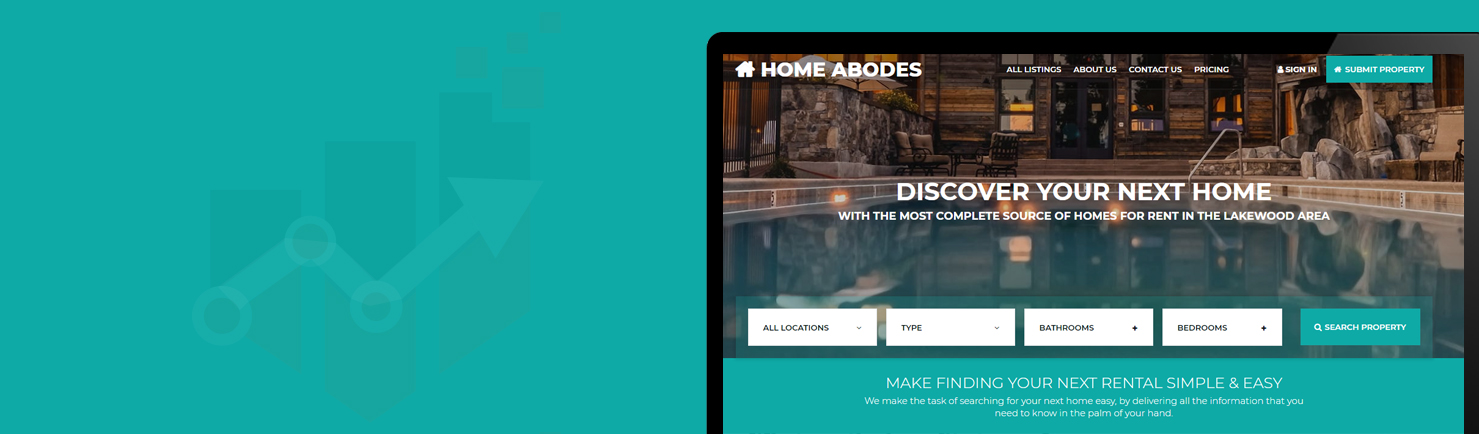 HOME ABODES
ALL LISTINGS
ABOUT US
CONTACT US
PRICING
SIGN IN
SUBMIT PROPERTY
DISCOVER YOUR NEXT HOME
WITH THE MOST COMPLETE SOURCE OF HOMES FOR RENT IN THE LAKEWOOD AREA
ALL LOCATIONS
TYPE
BATHROOMS +
BEDROOMS +
SEARCH PROPERTY
MAKE FINDING YOUR NEXT RENTAL SIMPLE & EASY
We make the task of searching for your next home easy, by delivering all the information that you
need to know in the palm of your hand.